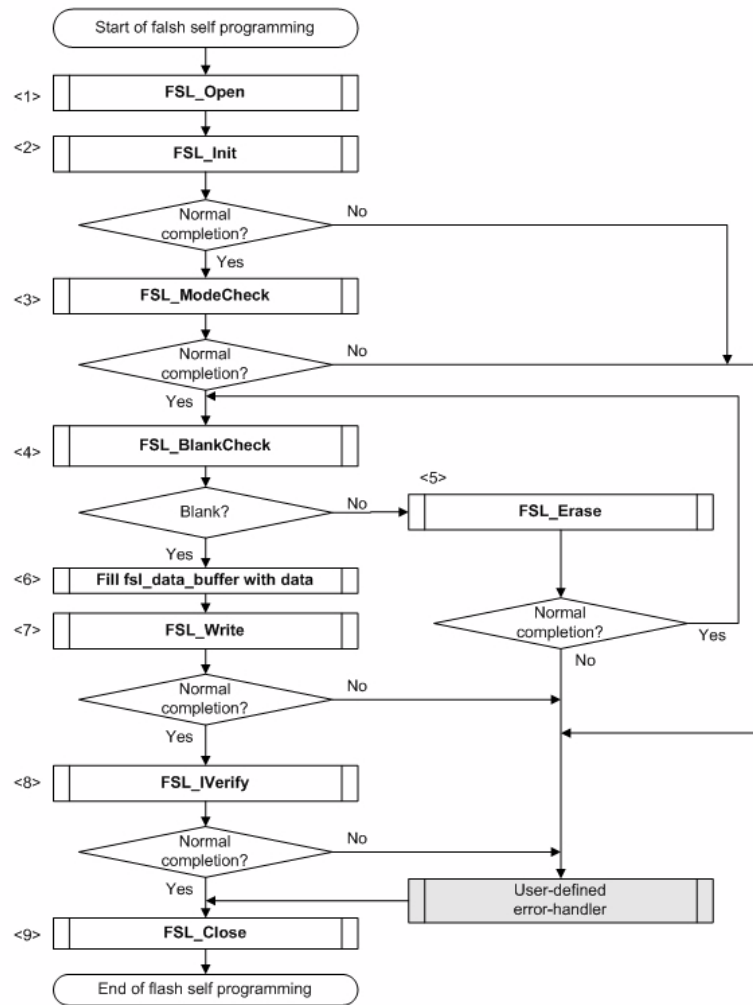 Start of falsh self programming
<1>
FSL_Open
<2>
FSL_Init
Normal
completion?
No
Yes
<3>
FSL_ModeCheck
Normal
completion?
No
Yes
<4>
FSL_BlankCheck
<5>
FSL_Erase
Blank?
No
Yes
<6>
Fill fsl_data_buffer with data
<7>
FSL_Write
Normal
completion?
Yes
No
Normal
completion?
No
Yes
<8>
FSL_IVerify
Normal
completion?
No
Yes
User-defined
error-handler
<9>
FSL_Close
End of flash self programming